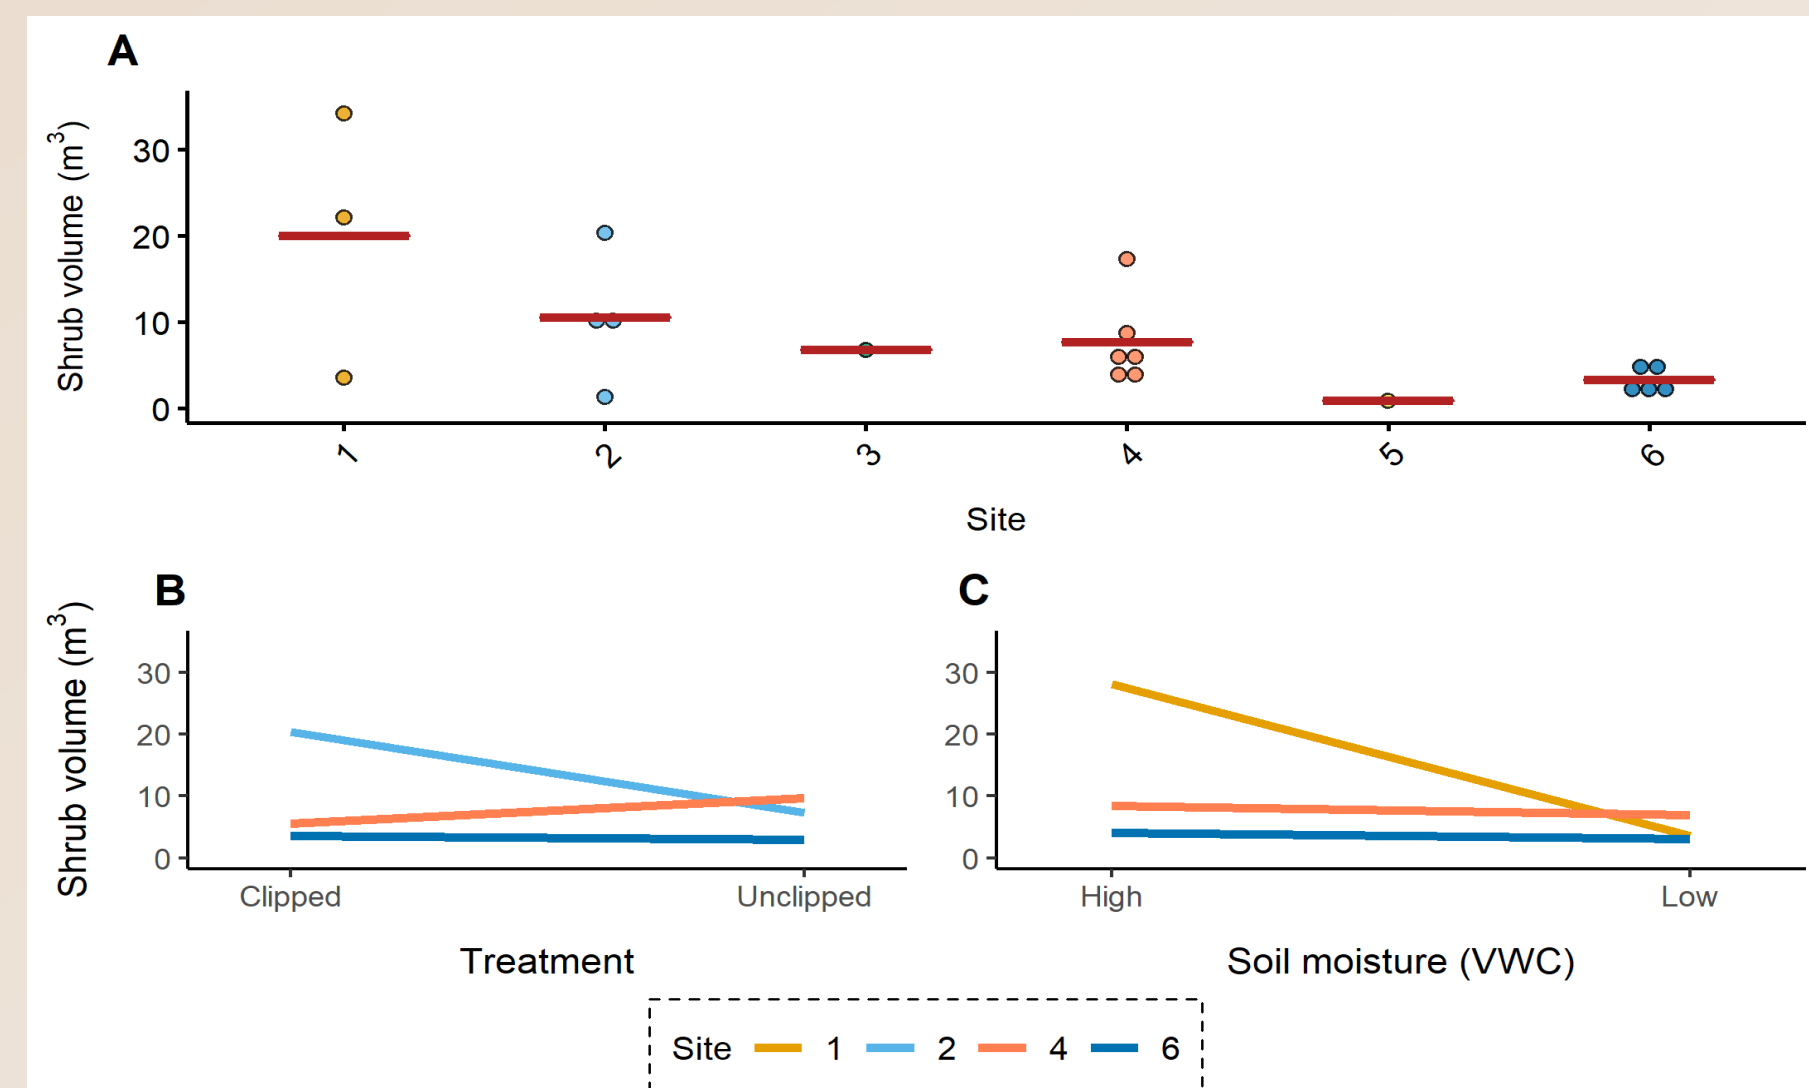 A
Shrub volume (m³)
30
20
10
0
1 2 3 4 5 6
Site
B
Shrub volume (m³)
30
20
10
0
Clipped Unclipped
Treatment
C
30
20
10
0
High Low
Soil moisture (VWC)
Site 1 2 4 6